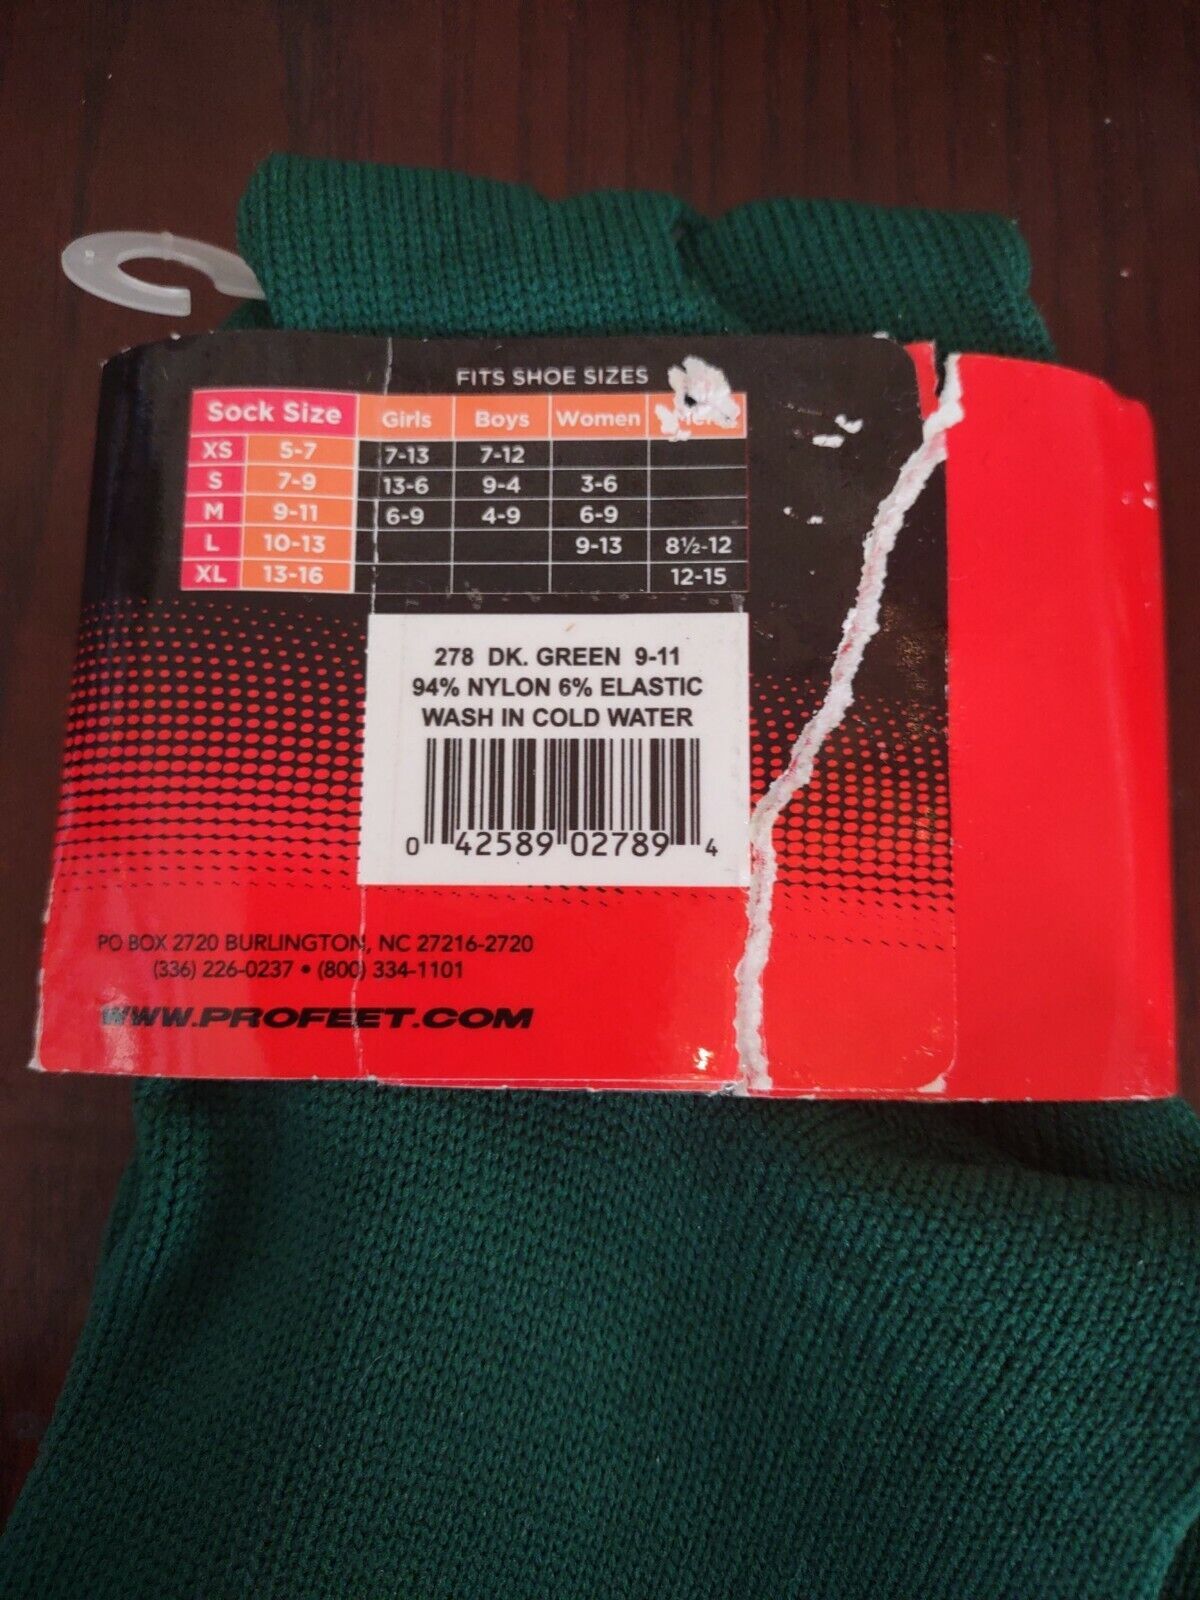 FITS SHOE SIZES
Sock Size Girls Boys Women Mens
XS 5-7 7-13 7-12
S 7-9 13-6 9-4 3-6
M 9-11 6-9 4-9 6-9
L 10-13 9-13 8½-12
XL 13-16 12-15
278 DK. GREEN 9-11
94% NYLON 6% ELASTIC
WASH IN COLD WATER
0 42589 02789 4
PO BOX 2720 BURLINGTON, NC 27216-2720
(336) 226-0237 • (800) 334-1101
WWW.PROFEET.COM